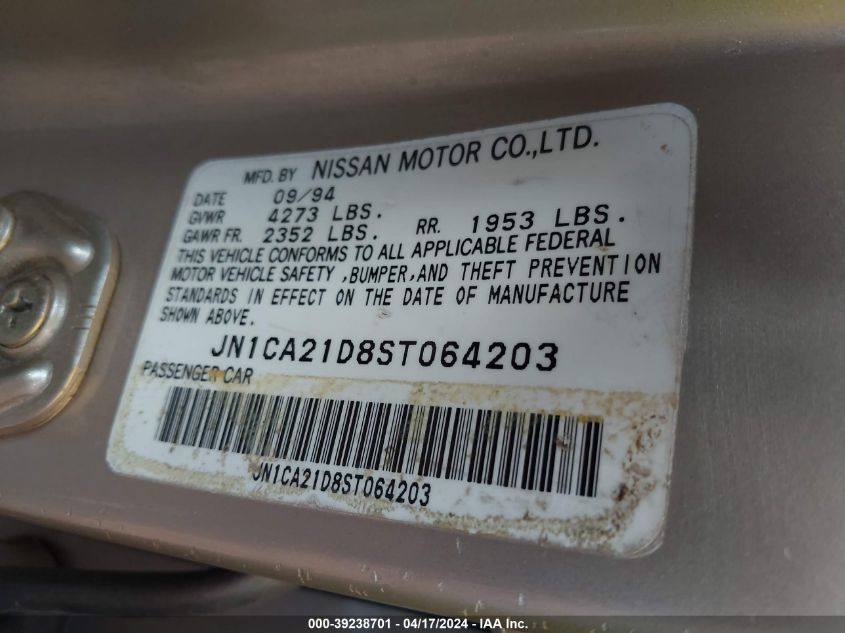 MFD. BY NISSAN MOTOR CO.,LTD.
DATE 09/94
GVWR 4273 LBS.
GAWR FR. 2352 LBS. RR. 1953 LBS.
THIS VEHICLE CONFORMS TO ALL APPLICABLE FEDERAL
MOTOR VEHICLE SAFETY ,BUMPER,AND THEFT PREVENTION
STANDARDS IN EFFECT ON THE DATE OF MANUFACTURE
SHOWN ABOVE.
JN1CA21D8ST064203
PASSENGER CAR
JN1CA21D8ST064203
000-39238701 - 04/17/2024 - IAA Inc.